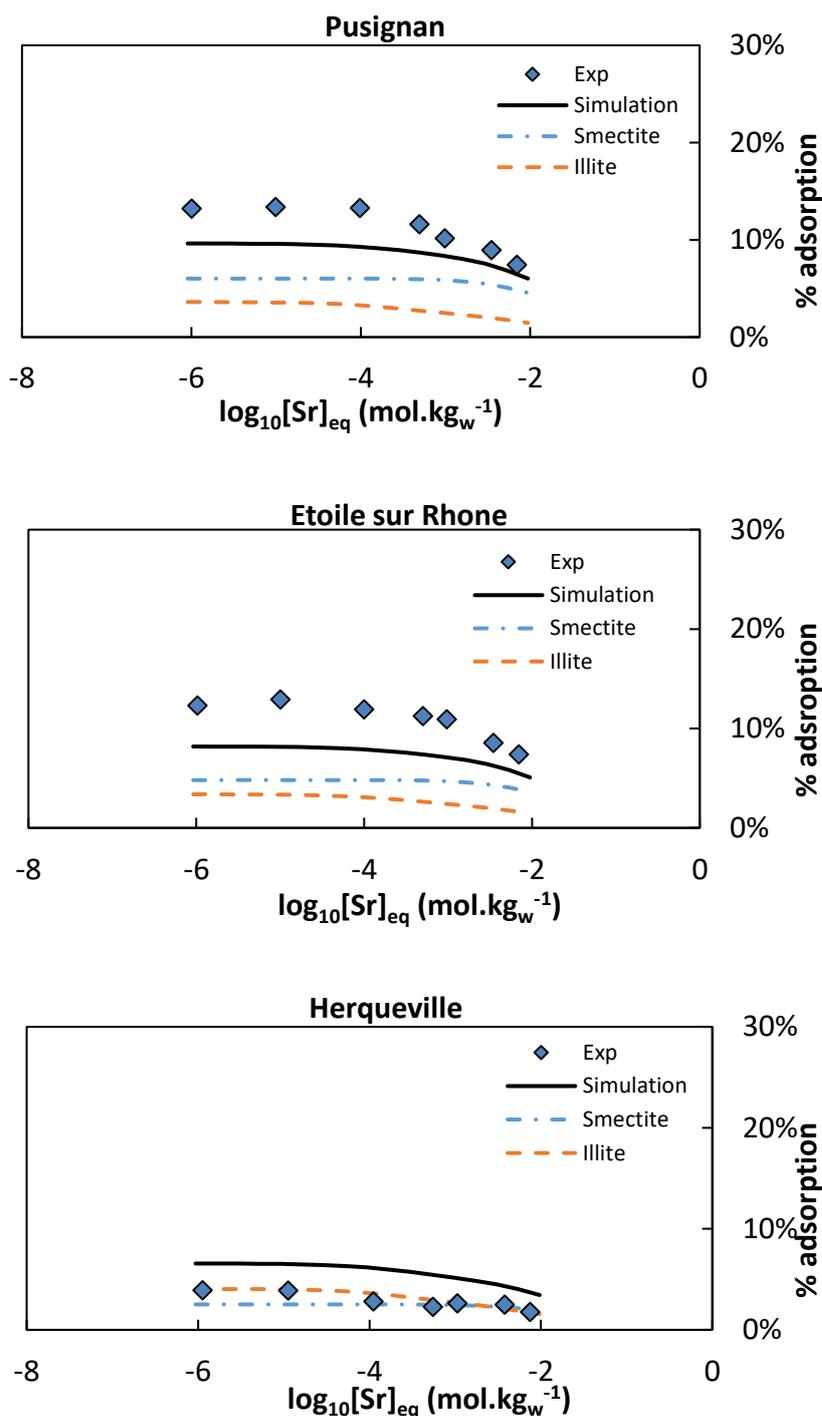 Pusignan
30%
Exp
Simulation
Smectite
Illite
20%
10%
0%
% adsorption
-8 -6 -4 -2 0
log₁₀[Sr]eq (mol.kgw⁻¹)
Etoile sur Rhone
30%
Exp
Simulation
Smectite
Illite
20%
10%
0%
% adsroption
-8 -6 -4 -2 0
log₁₀[Sr]eq (mol.kgw⁻¹)
Herqueville
30%
Exp
Simulation
Smectite
Illite
20%
10%
0%
% adsorption
-8 -6 -4 -2 0
log₁₀[Sr]eq (mol.kgw⁻¹)